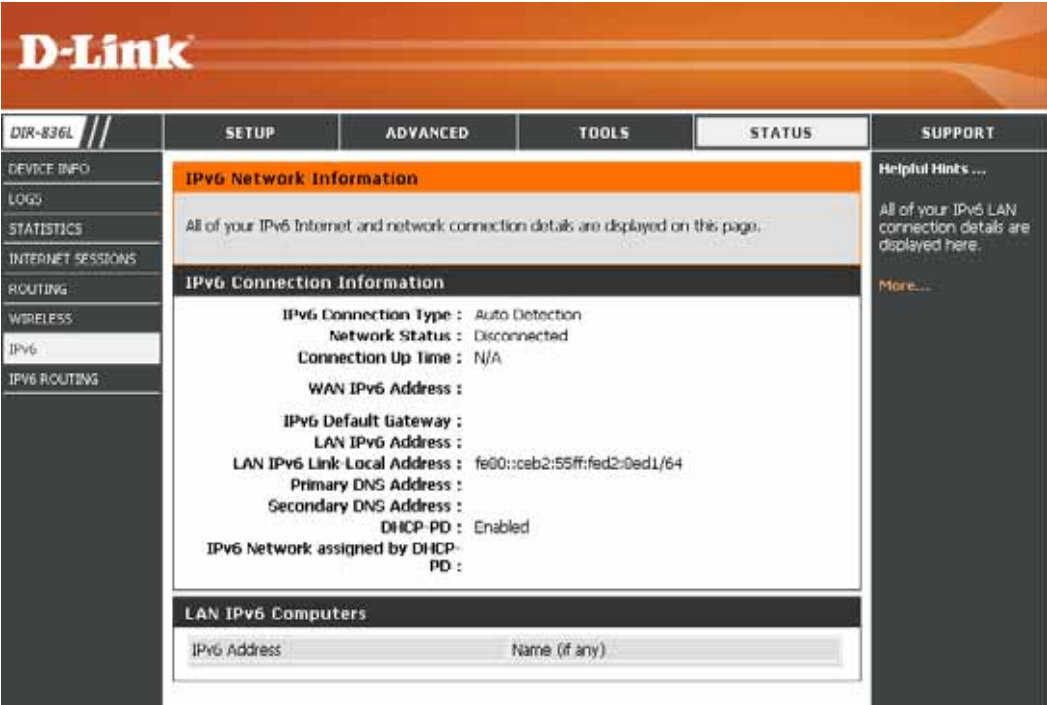 D-Link
DIR-836L
SETUP
ADVANCED
TOOLS
STATUS
SUPPORT
DEVICE INFO
LOGS
STATISTICS
INTERNET SESSIONS
ROUTING
WIRELESS
IPv6
IPV6 ROUTING
IPv6 Network Information
All of your IPv6 Internet and network connection details are displayed on this page.
IPv6 Connection Information
IPv6 Connection Type : Auto Detection
Network Status : Disconnected
Connection Up Time : N/A
WAN IPv6 Address :
IPv6 Default Gateway :
LAN IPv6 Address :
LAN IPv6 Link-Local Address : fe80::ceb2:55ff:fed2:0ed1/64
Primary DNS Address :
Secondary DNS Address :
DHCP-PD : Enabled
IPv6 Network assigned by DHCP-
PD :
LAN IPv6 Computers
IPv6 Address Name (if any)
Helpful Hints ...
All of your IPv6 LAN
connection details are
displayed here.
More...